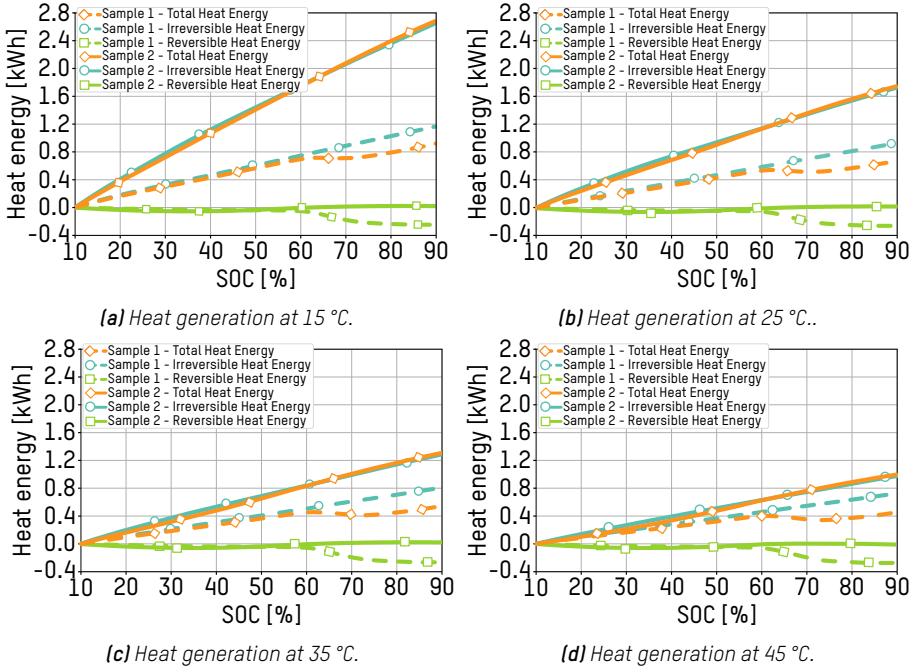 Heat energy [kWh]
2.8
2.4
2.0
1.6
1.2
0.8
0.4
0.0
-0.4
Sample 1 - Total Heat Energy
Sample 1 - Irreversible Heat Energy
Sample 1 - Reversible Heat Energy
Sample 2 - Total Heat Energy
Sample 2 - Irreversible Heat Energy
Sample 2 - Reversible Heat Energy
10 20 30 40 50 60 70 80 90
SOC [%]
(a) Heat generation at 15 °C.
Heat energy [kWh]
2.8
2.4
2.0
1.6
1.2
0.8
0.4
0.0
-0.4
Sample 1 - Total Heat Energy
Sample 1 - Irreversible Heat Energy
Sample 1 - Reversible Heat Energy
Sample 2 - Total Heat Energy
Sample 2 - Irreversible Heat Energy
Sample 2 - Reversible Heat Energy
10 20 30 40 50 60 70 80 90
SOC [%]
(b) Heat generation at 25 °C..
Heat energy [kWh]
2.8
2.4
2.0
1.6
1.2
0.8
0.4
0.0
-0.4
Sample 1 - Total Heat Energy
Sample 1 - Irreversible Heat Energy
Sample 1 - Reversible Heat Energy
Sample 2 - Total Heat Energy
Sample 2 - Irreversible Heat Energy
Sample 2 - Reversible Heat Energy
10 20 30 40 50 60 70 80 90
SOC [%]
(c) Heat generation at 35 °C.
Heat energy [kWh]
2.8
2.4
2.0
1.6
1.2
0.8
0.4
0.0
-0.4
Sample 1 - Total Heat Energy
Sample 1 - Irreversible Heat Energy
Sample 1 - Reversible Heat Energy
Sample 2 - Total Heat Energy
Sample 2 - Irreversible Heat Energy
Sample 2 - Reversible Heat Energy
10 20 30 40 50 60 70 80 90
SOC [%]
(d) Heat generation at 45 °C.